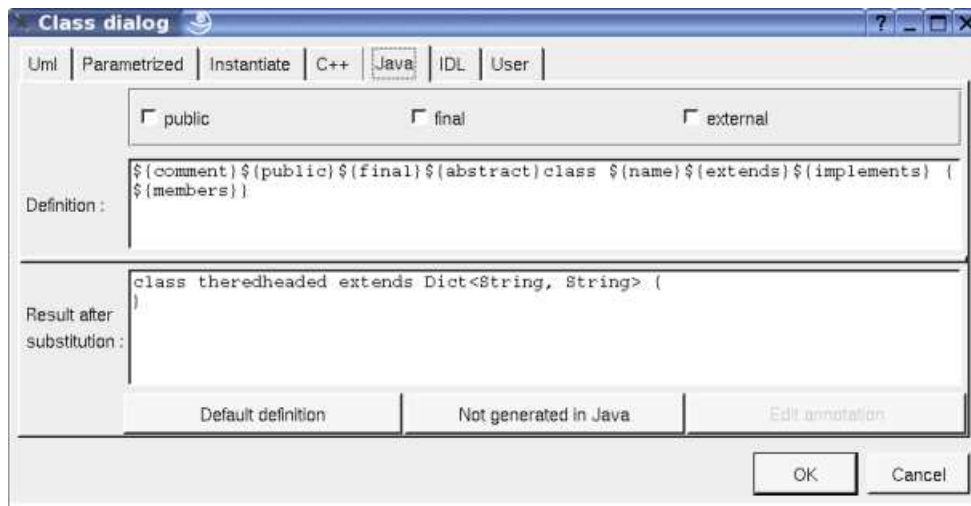 Class dialog
Uml Parametrized Instantiate C++ Java IDL User
public final external
Definition :
${comment}${public}${final}${abstract}class ${name}${extends}${implements} {
${members}}
Result after
substitution :
class theredheaded extends Dict<String, String> {
}
Default definition Not generated in Java Edit annotation
OK Cancel